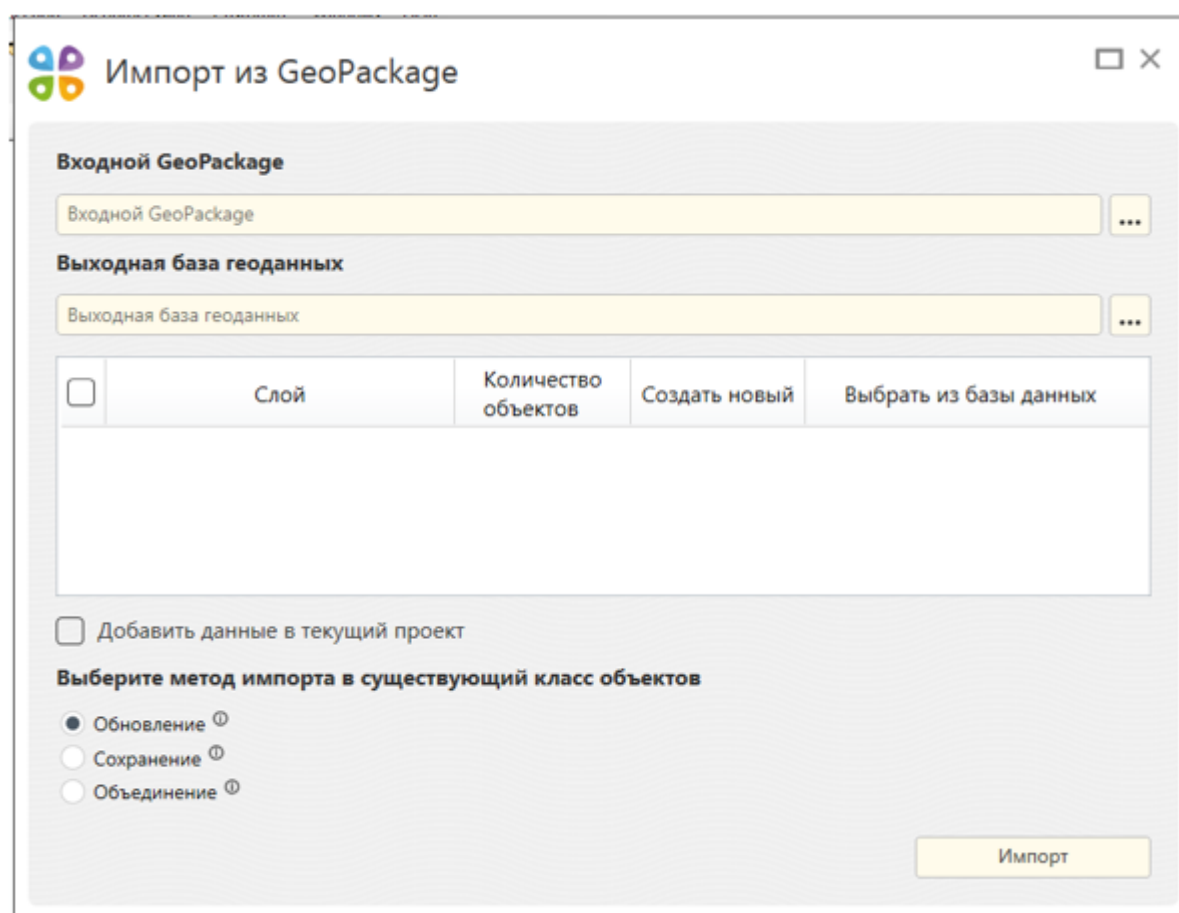 Импорт из GeoPackage
Входной GeoPackage
Входной GeoPackage
...
Выходная база геоданных
Выходная база геоданных
...
Слой
Количество
объектов
Создать новый
Выбрать из базы данных
Добавить данные в текущий проект
Выберите метод импорта в существующий класс объектов
Обновление
Сохранение
Объединение
Импорт